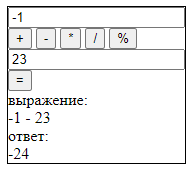 -1
+ - * / %
23
=
выражение:
-1 - 23
ответ:
-24